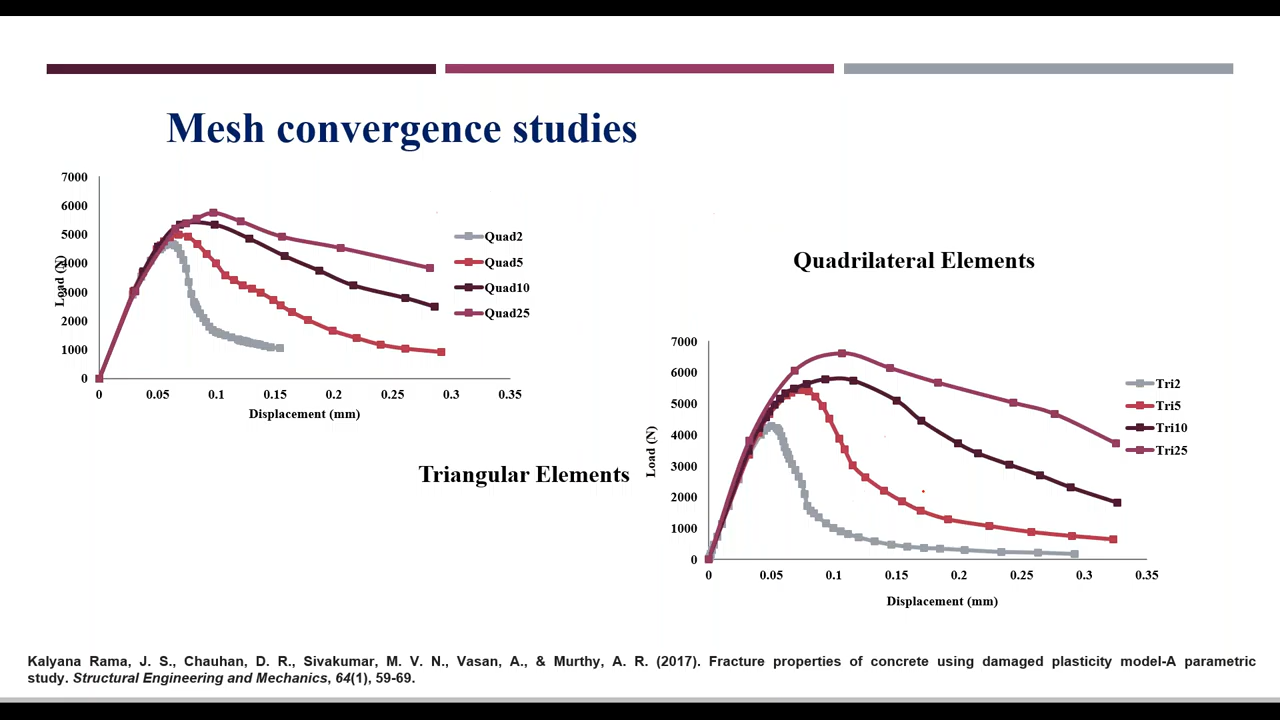 Mesh convergence studies
7000
6000
5000
4000
3000
2000
1000
0
Load (N)
0 0.05 0.1 0.15 0.2 0.25 0.3 0.35
Displacement (mm)
Quad2
Quad5
Quad10
Quad25
Quadrilateral Elements
Triangular Elements
7000
6000
5000
4000
3000
2000
1000
0
Load (N)
0 0.05 0.1 0.15 0.2 0.25 0.3 0.35
Displacement (mm)
Tri2
Tri5
Tri10
Tri25
Kalyana Rama, J. S., Chauhan, D. R., Sivakumar, M. V. N., Vasan, A., & Murthy, A. R. (2017). Fracture properties of concrete using damaged plasticity model-A parametric
study. Structural Engineering and Mechanics, 64(1), 59-69.